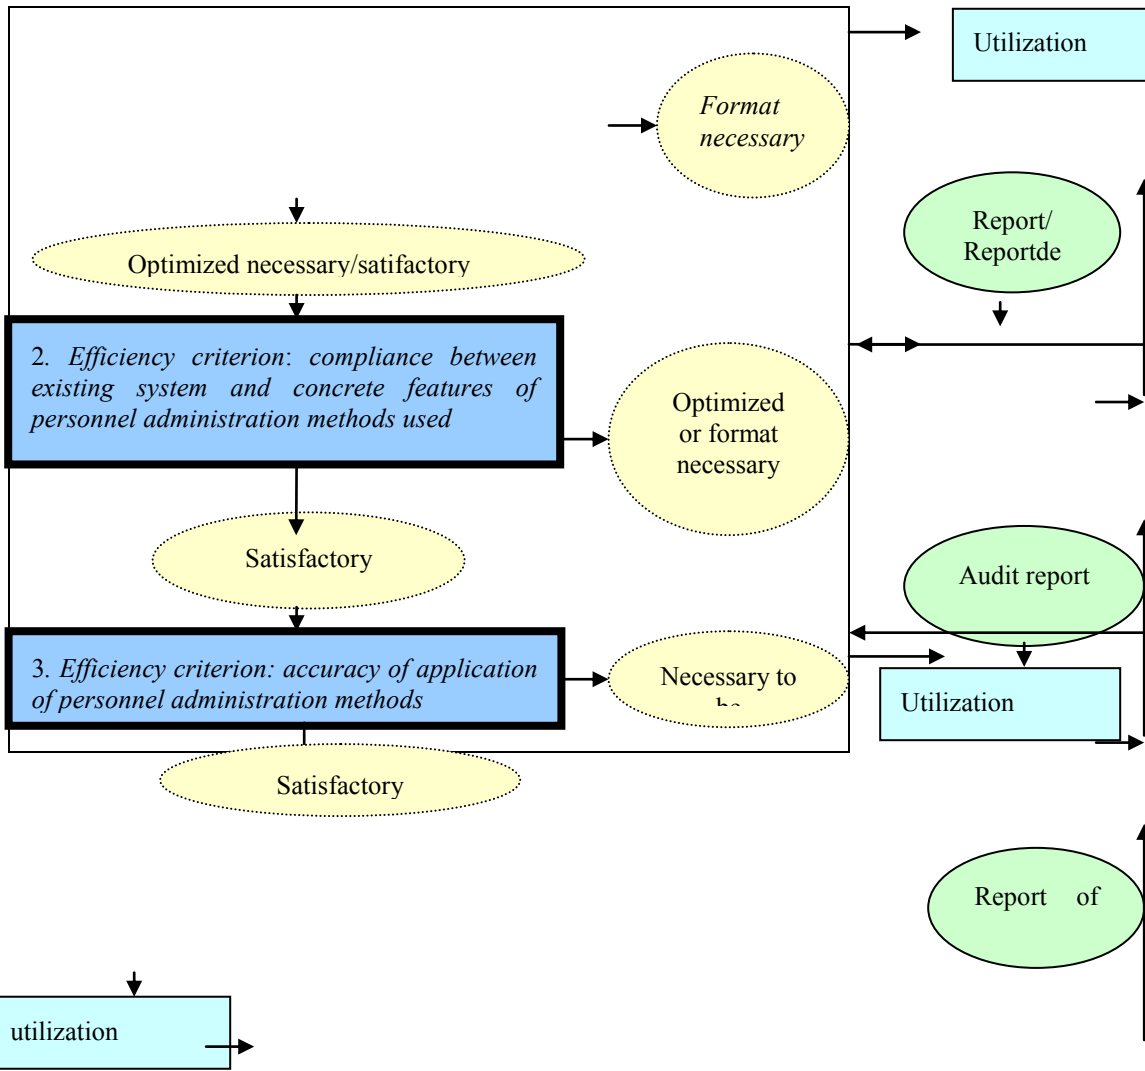 Utilization
Format
necessary
Report/
Reportde
Optimized necessary/satifactory
2. Efficiency criterion: compliance between
existing system and concrete features of
personnel administration methods used
Optimized
or format
necessary
Satisfactory
Audit report
3. Efficiency criterion: accuracy of application
of personnel administration methods
Necessary to
Utilization
Satisfactory
Report of
utilization